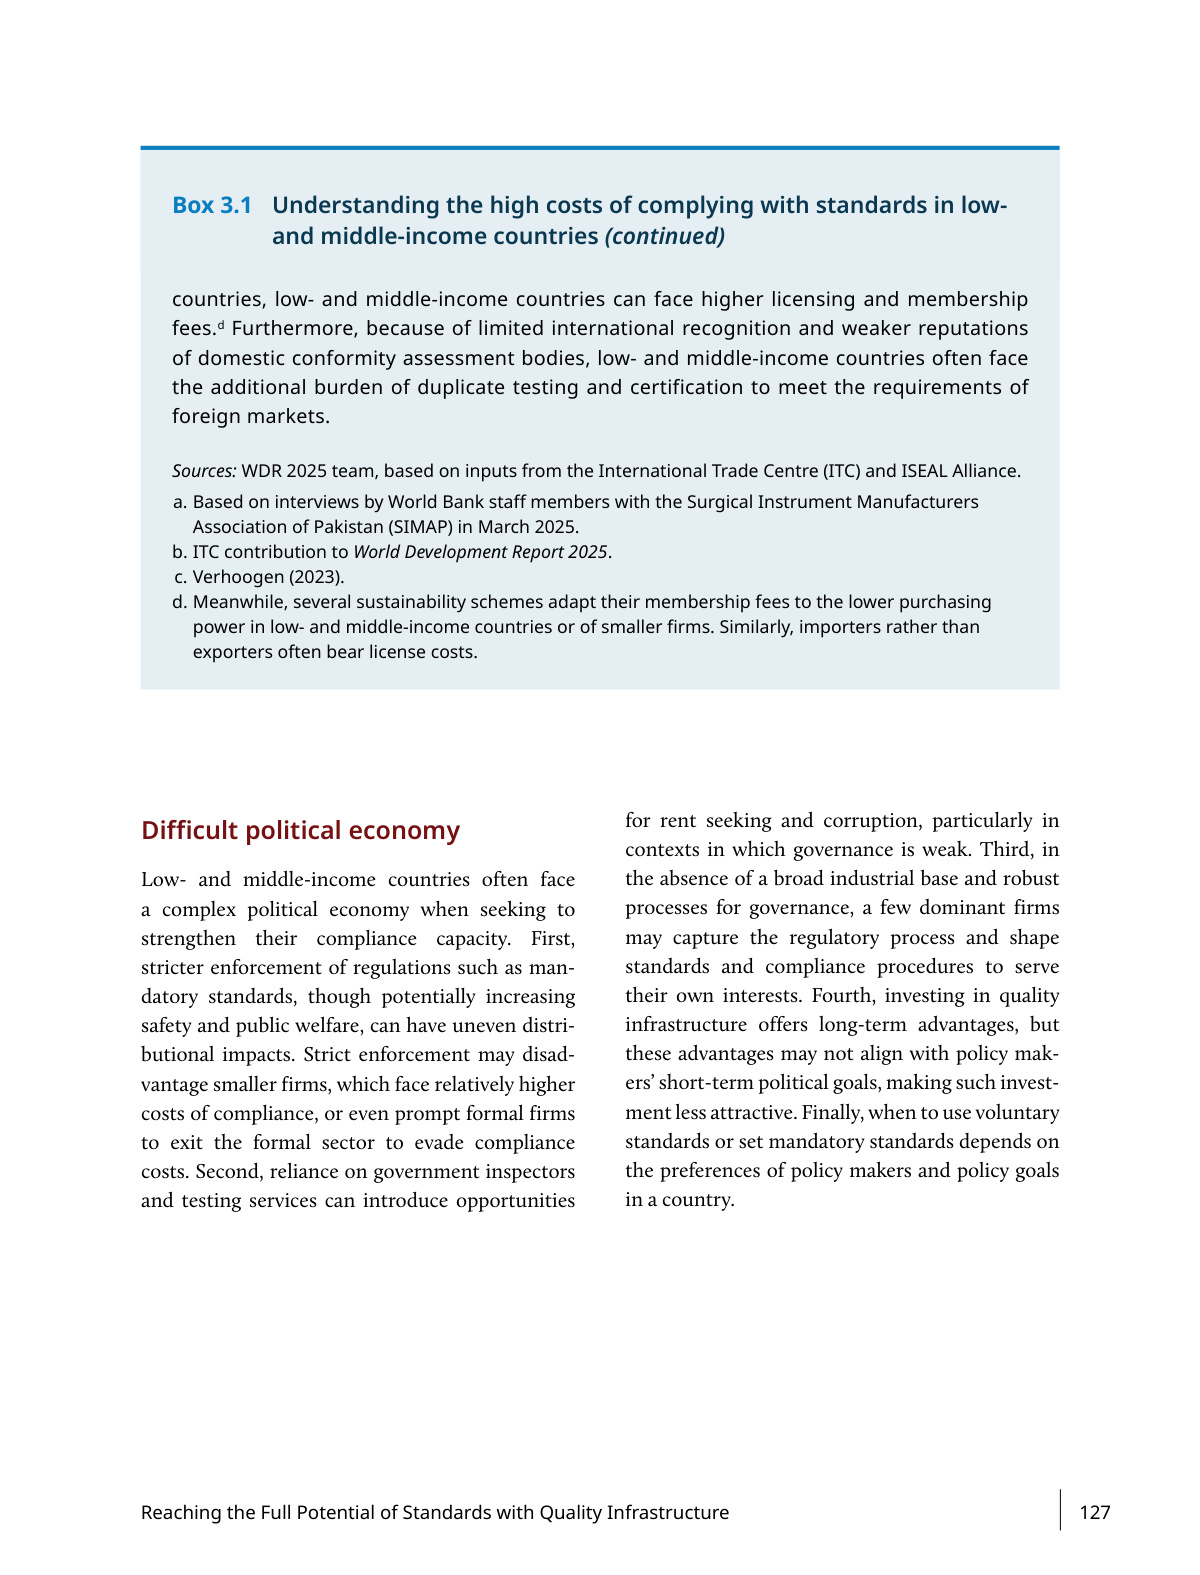 Box 3.1 Understanding the high costs of complying with standards in low-
and middle-income countries (continued)
countries, low- and middle-income countries can face higher licensing and membership
fees.ᵈ Furthermore, because of limited international recognition and weaker reputations
of domestic conformity assessment bodies, low- and middle-income countries often face
the additional burden of duplicate testing and certification to meet the requirements of
foreign markets.
Sources: WDR 2025 team, based on inputs from the International Trade Centre (ITC) and ISEAL Alliance.
a. Based on interviews by World Bank staff members with the Surgical Instrument Manufacturers
Association of Pakistan (SIMAP) in March 2025.
b. ITC contribution to World Development Report 2025.
c. Verhoogen (2023).
d. Meanwhile, several sustainability schemes adapt their membership fees to the lower purchasing
power in low- and middle-income countries or of smaller firms. Similarly, importers rather than
exporters often bear license costs.
Difficult political economy
Low- and middle-income countries often face
a complex political economy when seeking to
strengthen their compliance capacity. First,
stricter enforcement of regulations such as man-
datory standards, though potentially increasing
safety and public welfare, can have uneven distri-
butional impacts. Strict enforcement may disad-
vantage smaller firms, which face relatively higher
costs of compliance, or even prompt formal firms
to exit the formal sector to evade compliance
costs. Second, reliance on government inspectors
and testing services can introduce opportunities
for rent seeking and corruption, particularly in
contexts in which governance is weak. Third, in
the absence of a broad industrial base and robust
processes for governance, a few dominant firms
may capture the regulatory process and shape
standards and compliance procedures to serve
their own interests. Fourth, investing in quality
infrastructure offers long-term advantages, but
these advantages may not align with policy mak-
ers’ short-term political goals, making such invest-
ment less attractive. Finally, when to use voluntary
standards or set mandatory standards depends on
the preferences of policy makers and policy goals
in a country.
Reaching the Full Potential of Standards with Quality Infrastructure
127